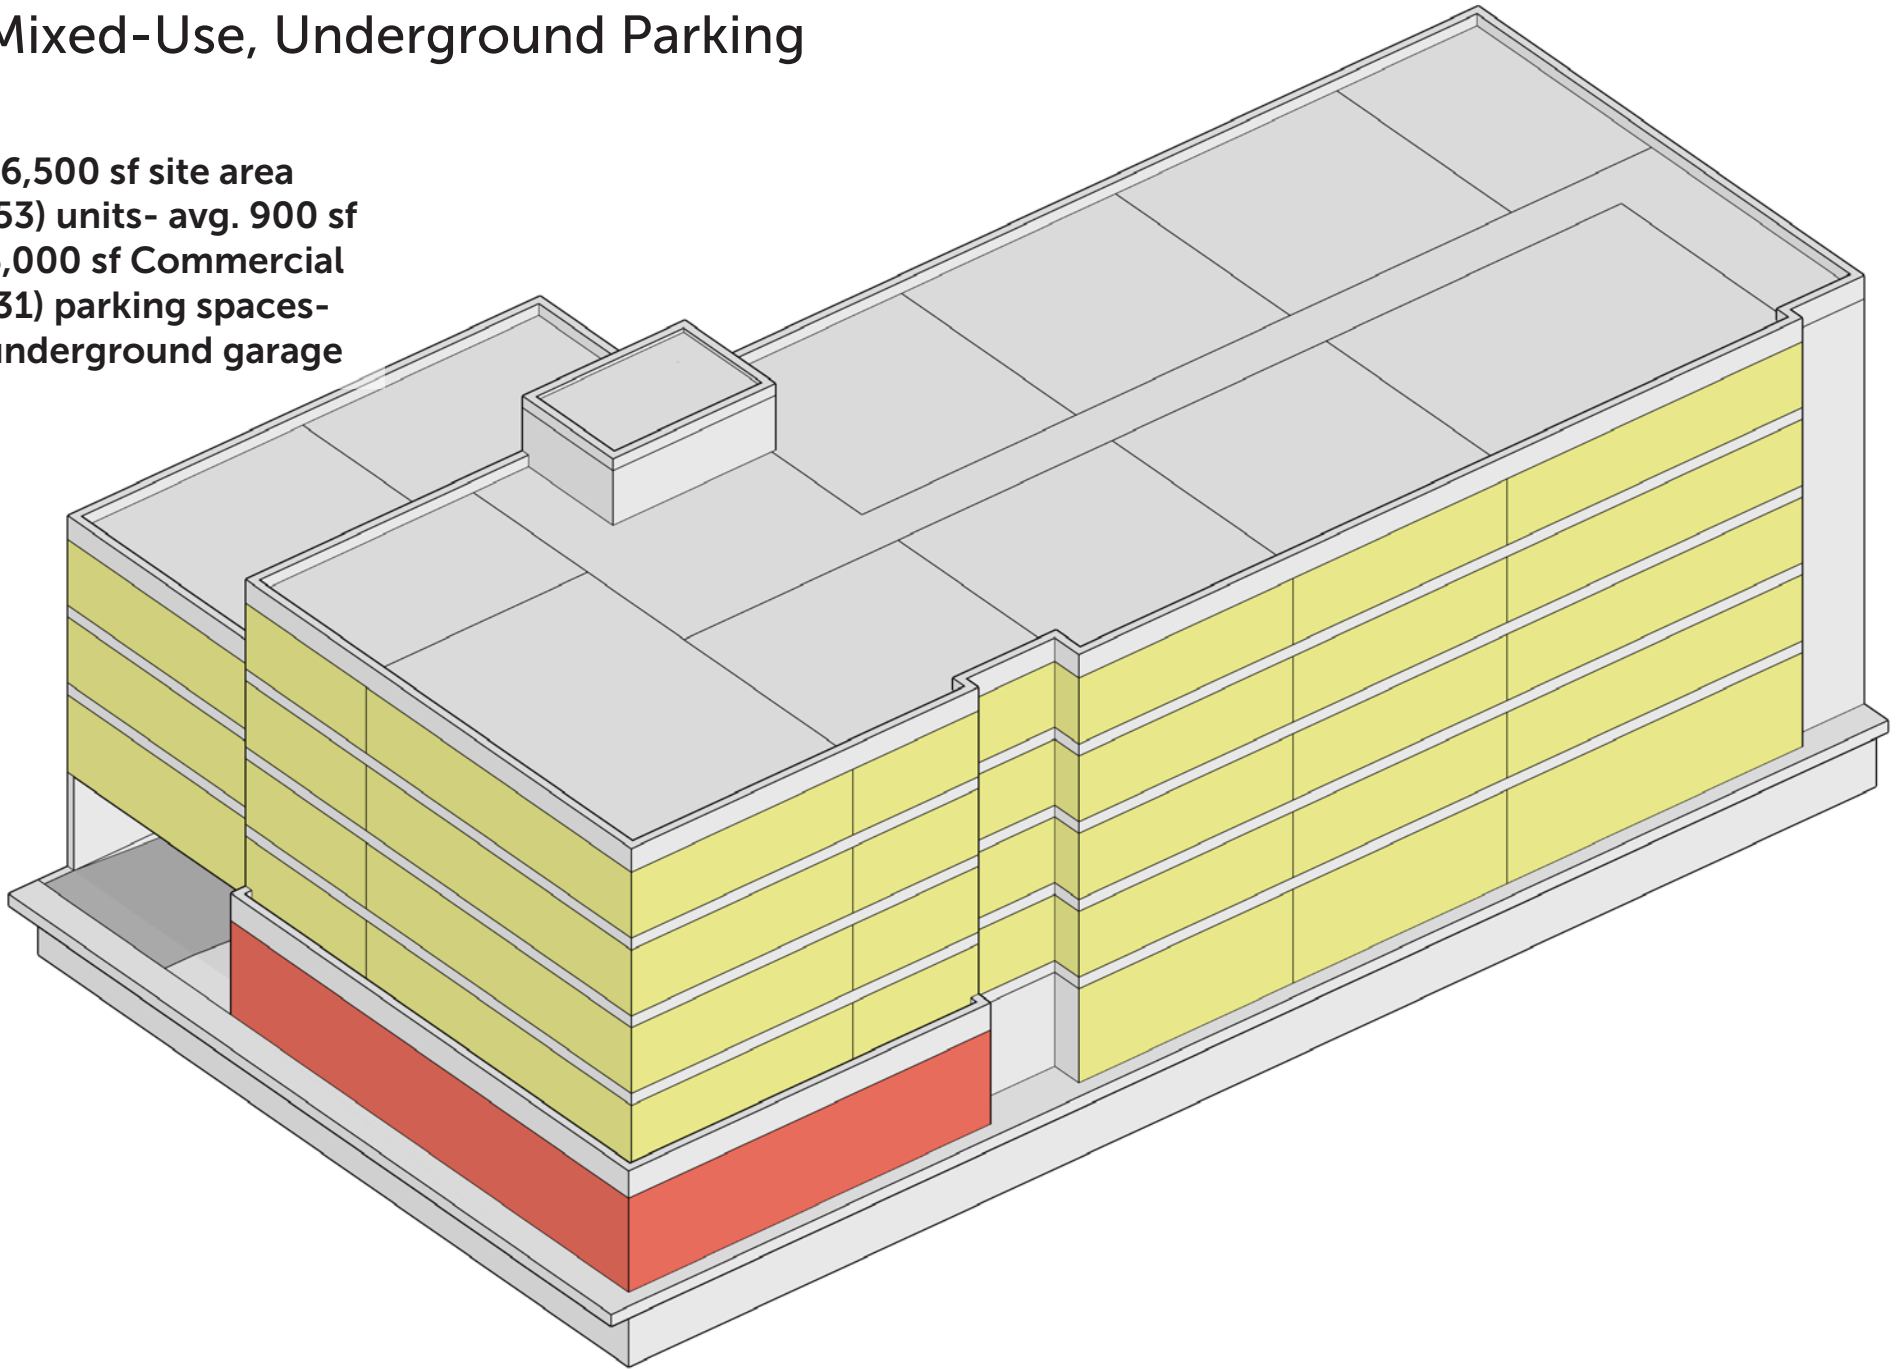 Mixed-Use, Underground Parking
6,500 sf site area
53) units- avg. 900 sf
,000 sf Commercial
31) parking spaces-
underground garage